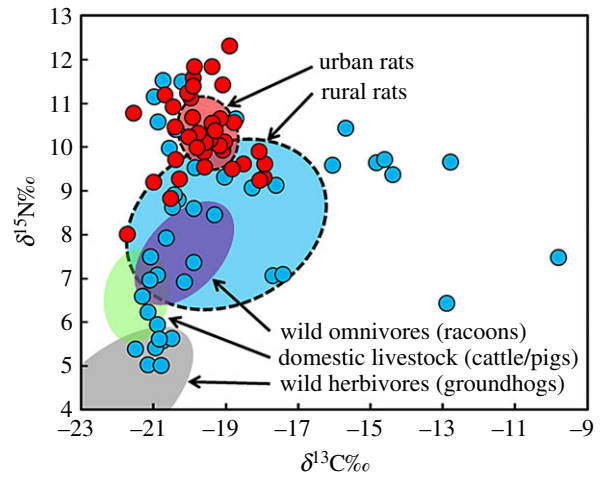 13
12
11
10
9
8
7
6
5
4
δ15N‰
urban rats
rural rats
wild omnivores (racoons)
domestic livestock (cattle/pigs)
wild herbivores (groundhogs)
–23
–21
–19
–17
–15
–13
–11
–9
δ13C‰